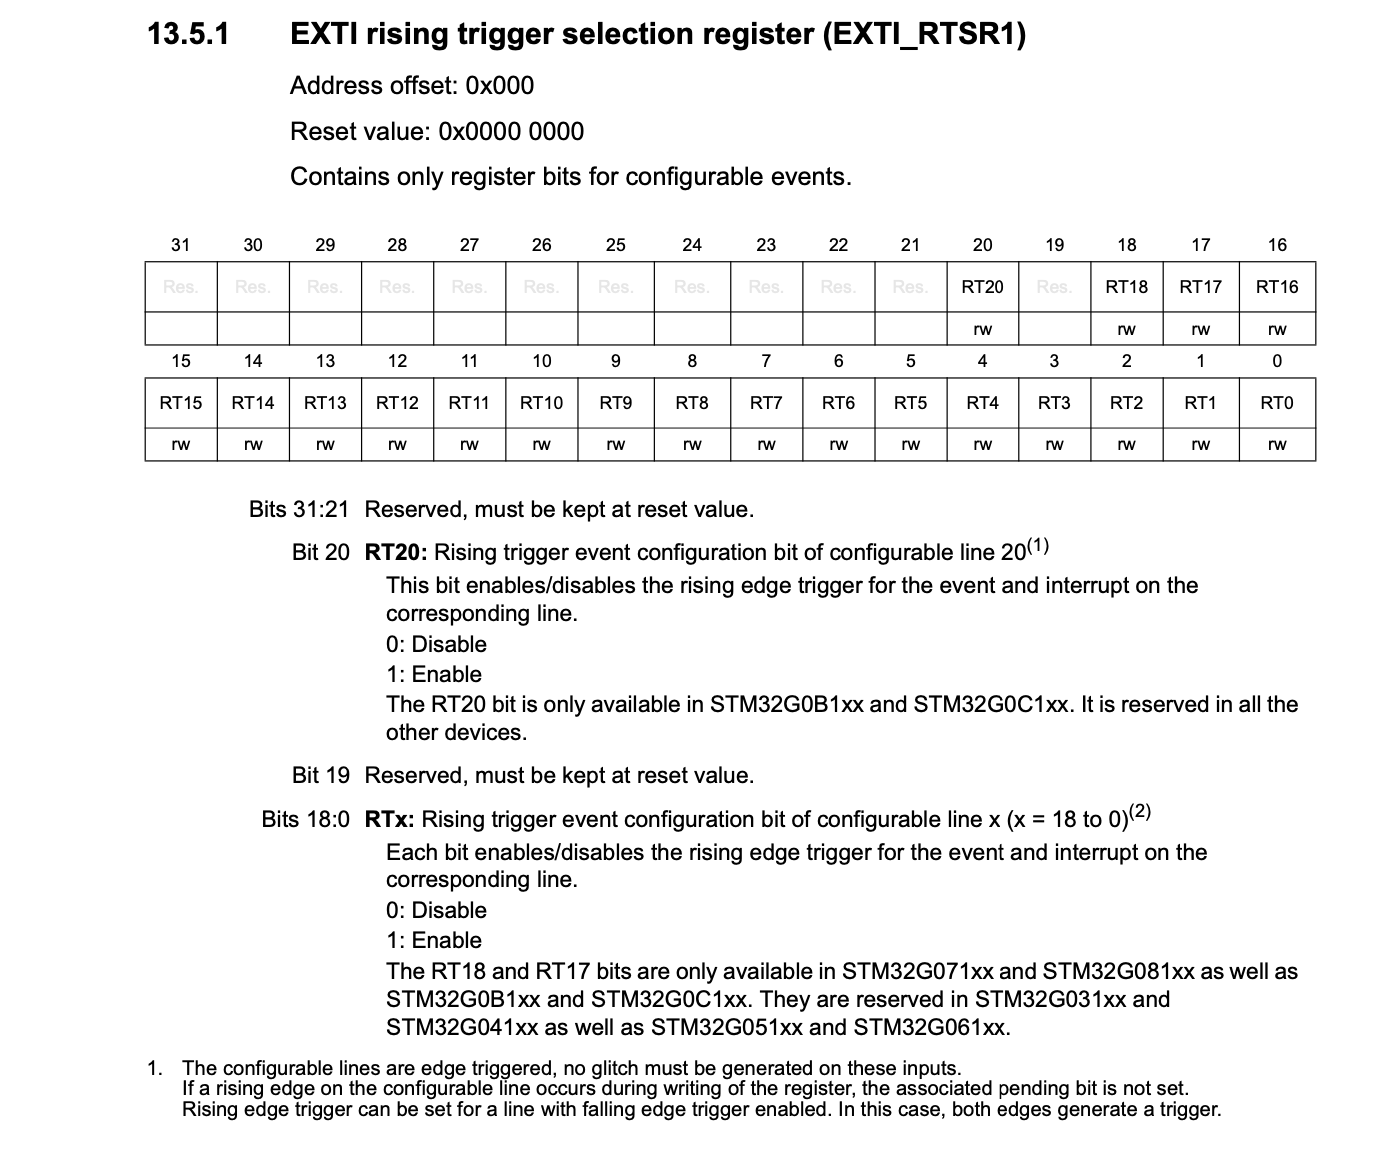 13.5.1 EXTI rising trigger selection register (EXTI_RTSR1)
Address offset: 0x000
Reset value: 0x0000 0000
Contains only register bits for configurable events.
31 30 29 28 27 26 25 24 23 22 21 20 19 18 17 16
Res. Res. Res. Res. Res. Res. Res. Res. Res. Res. Res. RT20 Res. RT18 RT17 RT16
rw rw rw rw
15 14 13 12 11 10 9 8 7 6 5 4 3 2 1 0
RT15 RT14 RT13 RT12 RT11 RT10 RT9 RT8 RT7 RT6 RT5 RT4 RT3 RT2 RT1 RT0
rw rw rw rw rw rw rw rw rw rw rw rw rw rw rw rw
Bits 31:21 Reserved, must be kept at reset value.
Bit 20 RT20: Rising trigger event configuration bit of configurable line 20(1)
This bit enables/disables the rising edge trigger for the event and interrupt on the
corresponding line.
0: Disable
1: Enable
The RT20 bit is only available in STM32G0B1xx and STM32G0C1xx. It is reserved in all the
other devices.
Bit 19 Reserved, must be kept at reset value.
Bits 18:0 RTx: Rising trigger event configuration bit of configurable line x (x = 18 to 0)(2)
Each bit enables/disables the rising edge trigger for the event and interrupt on the
corresponding line.
0: Disable
1: Enable
The RT18 and RT17 bits are only available in STM32G071xx and STM32G081xx as well as
STM32G0B1xx and STM32G0C1xx. They are reserved in STM32G031xx and
STM32G041xx as well as STM32G051xx and STM32G061xx.
1. The configurable lines are edge triggered, no glitch must be generated on these inputs.
If a rising edge on the configurable line occurs during writing of the register, the associated pending bit is not set.
Rising edge trigger can be set for a line with falling edge trigger enabled. In this case, both edges generate a trigger.